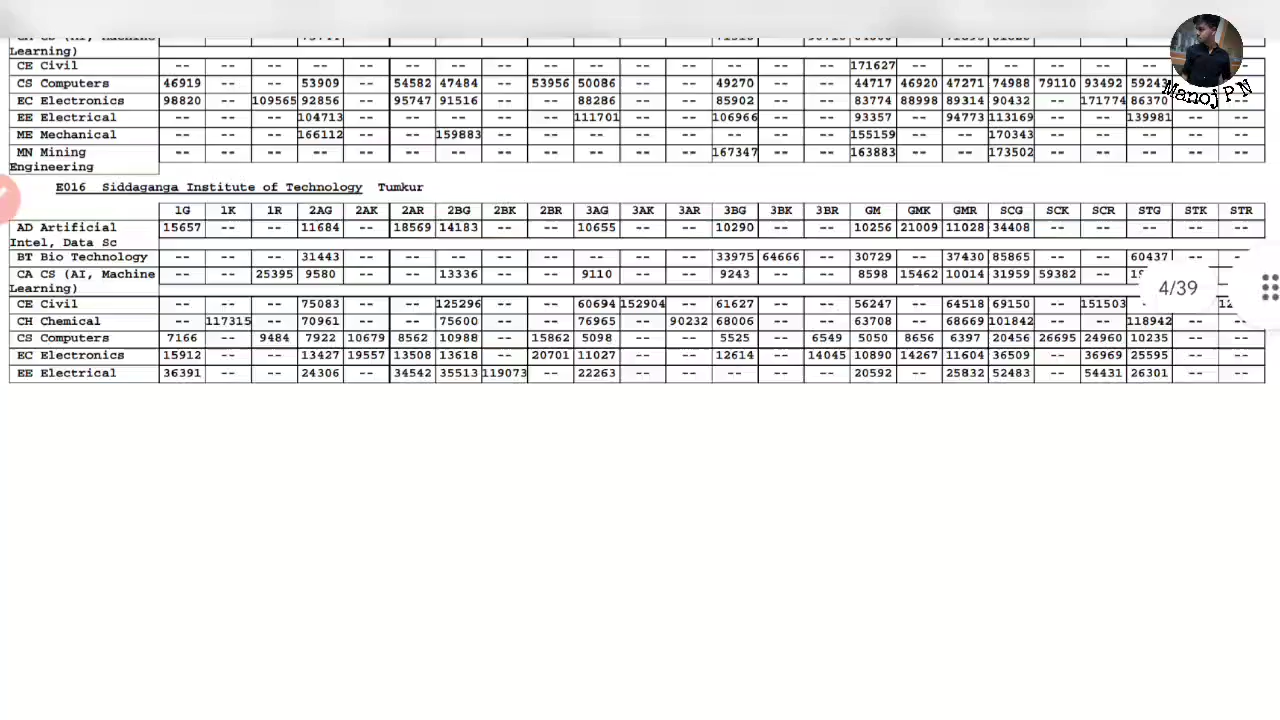 Learning)
CE Civil -- -- -- -- -- -- -- -- -- -- -- -- -- -- -- 171627 -- -- -- -- -- -- --
CS Computers 46919 -- -- 53909 -- 54582 47484 -- 53956 50086 -- -- 49270 -- -- 44717 46920 47271 74988 79110 93492 --
EC Electronics 98820 -- 109565 92856 -- 95747 91516 -- -- 88286 -- -- 85902 -- -- 83774 88998 89314 90432 -- 171774 86370 --
EE Electrical -- -- -- 104713 -- -- -- -- -- 111701 -- -- 106966 -- -- 93357 -- 94773 113169 -- -- 139981 -- --
ME Mechanical -- -- -- 166112 -- -- 159883 -- -- -- -- -- -- -- -- 155159 -- -- 170343 -- -- -- -- --
MN Mining -- -- -- -- -- -- -- -- -- -- -- -- 167347 -- -- 163883 -- -- 173502 -- -- -- -- --
Engineering
Manoj P N
E016 Siddaganga Institute of Technology Tumkur
1G 1K 1R 2AG 2AK 2AR 2BG 2BK 2BR 3AG 3AK 3AR 3BG 3BK 3BR GM GMK GMR SCG SCK SCR STG STK STR
AD Artificial 15657 -- -- 11684 -- 18569 14183 -- -- 10655 -- -- 10290 -- -- 10256 21009 11028 34408 -- -- -- -- --
Intel, Data Sc
BT Bio Technology -- -- -- 31443 -- -- -- -- -- -- -- -- 33975 64666 -- 30729 -- 37430 85865 -- -- 60437 -- --
CA CS (AI, Machine -- -- 25395 9580 -- -- 13336 -- -- 9110 -- -- 9243 -- -- 8598 15462 10014 31959 59382 --
Learning)
4/39
CE Civil -- -- -- 75083 -- -- 125296 -- -- 60694 152904 -- 61627 -- -- 56247 -- 64518 69150 -- 151503 --
CH Chemical -- 117315 -- 70961 -- -- 75600 -- -- 76965 -- 90232 68006 -- -- 63708 -- 68669 101842 -- -- 118942 -- --
CS Computers 7166 -- 9484 7922 10679 8562 10988 -- 15862 5098 -- -- 5525 -- 6549 5050 8656 6397 20456 26695 24960 10235 -- --
EC Electronics 15912 -- -- 13427 19557 13508 13618 -- 20701 11027 -- -- 12614 -- 14045 10890 14267 11604 36509 -- 36969 25595 -- --
EE Electrical 36391 -- -- 24306 -- 34542 35513 119073 -- 22263 -- -- -- -- -- 20592 -- 25832 52483 -- 54431 26301 -- --